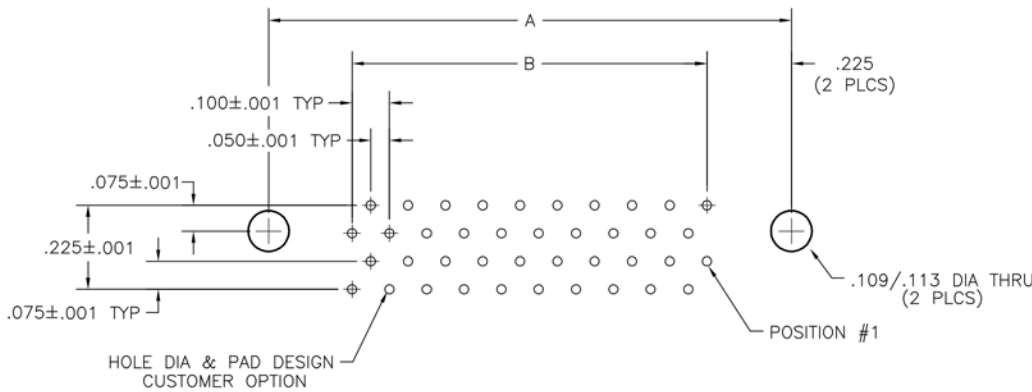 A
B
.225
(2 PLCS)
.100±.001 TYP
.050±.001 TYP
.075±.001
.225±.001
.075±.001 TYP
.109/.113 DIA THRU
(2 PLCS)
POSITION #1
HOLE DIA & PAD DESIGN
CUSTOMER OPTION